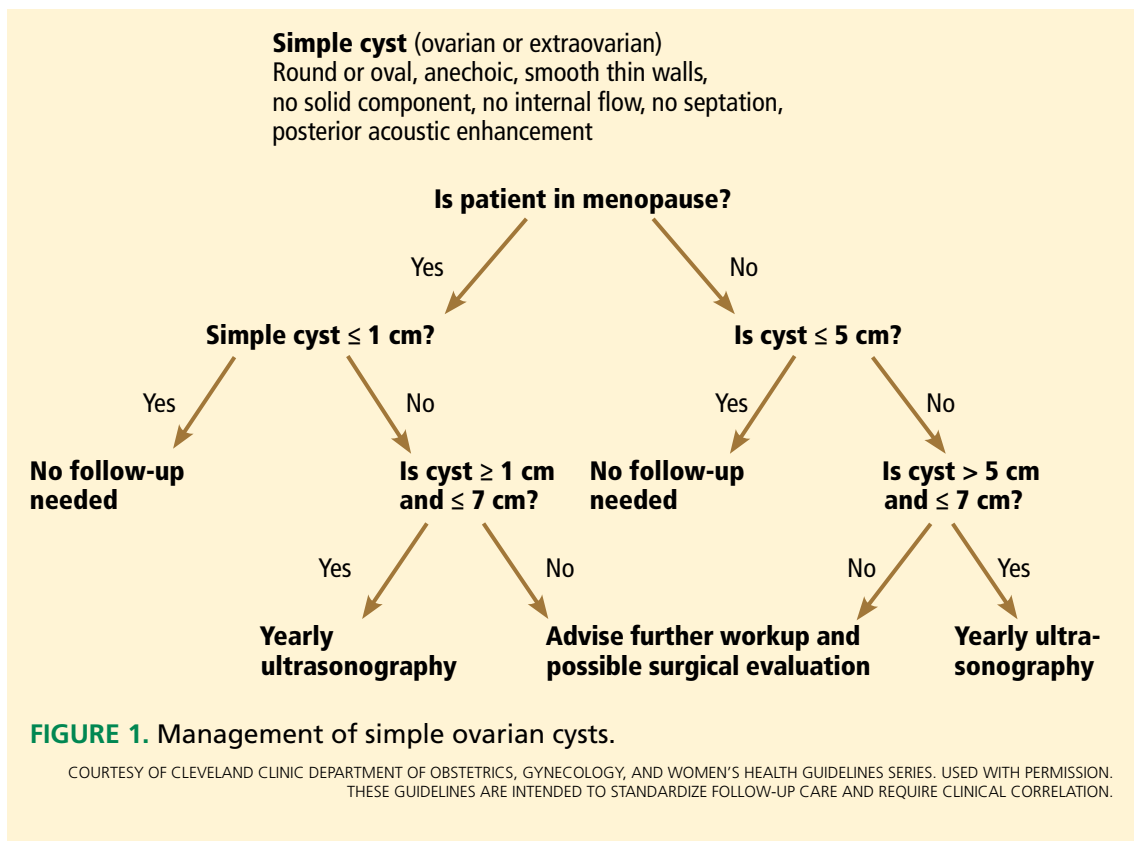 Simple cyst (ovarian or extraovarian)
Round or oval, anechoic, smooth thin walls,
no solid component, no internal flow, no septation,
posterior acoustic enhancement
Is patient in menopause?
Yes
No
Simple cyst ≤ 1 cm?
Is cyst ≤ 5 cm?
Yes
No
Yes
No
No follow-up
needed
Is cyst ≥ 1 cm
and ≤ 7 cm?
No follow-up
needed
Is cyst > 5 cm
and ≤ 7 cm?
Yes
No
No
Yes
Yearly
ultrasonography
Advise further workup and
possible surgical evaluation
Yearly ultra-
sonography
FIGURE 1. Management of simple ovarian cysts.
COURTESY OF CLEVELAND CLINIC DEPARTMENT OF OBSTETRICS, GYNECOLOGY, AND WOMEN'S HEALTH GUIDELINES SERIES. USED WITH PERMISSION.
THESE GUIDELINES ARE INTENDED TO STANDARDIZE FOLLOW-UP CARE AND REQUIRE CLINICAL CORRELATION.